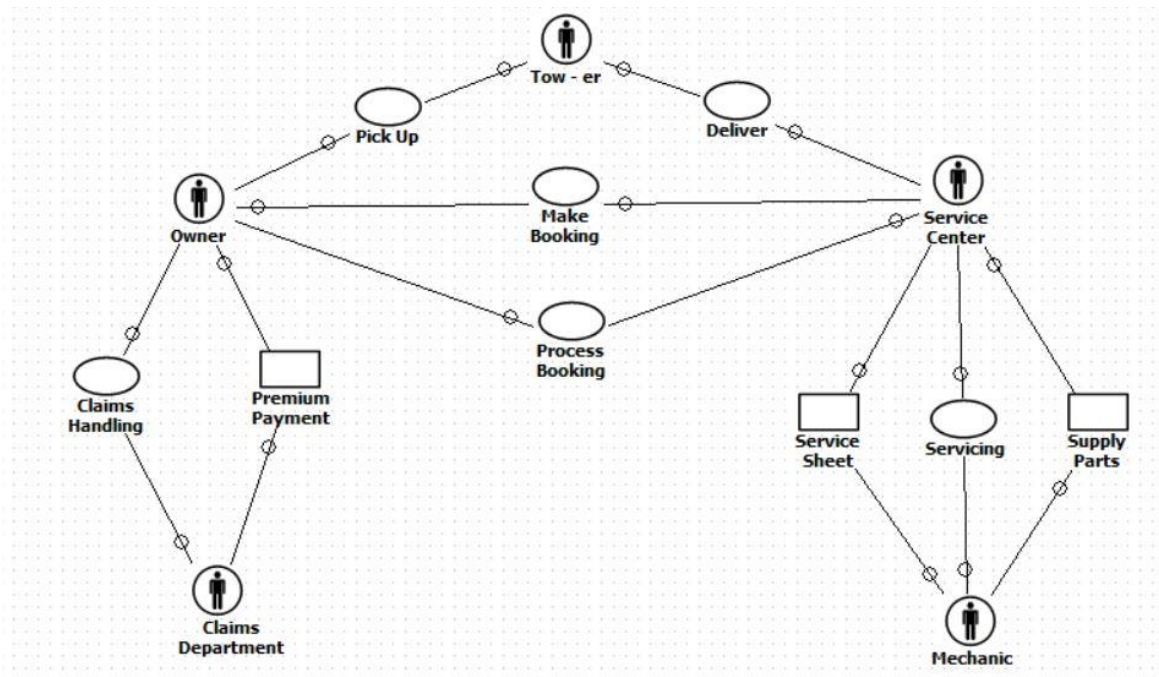 Tow - er
Pick Up
Deliver
Owner
Make
Booking
Service
Center
Process
Booking
Claims
Handling
Premium
Payment
Service
Sheet
Servicing
Supply
Parts
Claims
Department
Mechanic